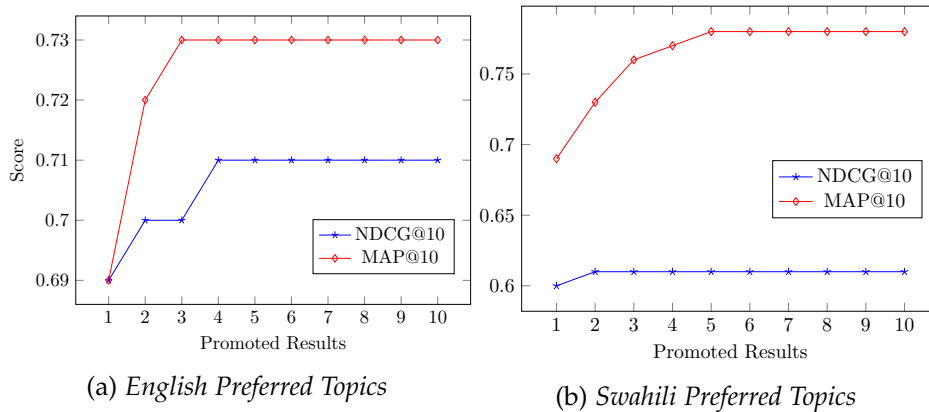 0.73
0.72
0.71
0.7
0.69
Score
1 2 3 4 5 6 7 8 9 10
Promoted Results
NDCG@10
MAP@10
(a) English Preferred Topics
0.75
0.7
0.65
0.6
1 2 3 4 5 6 7 8 9 10
Promoted Results
NDCG@10
MAP@10
(b) Swahili Preferred Topics